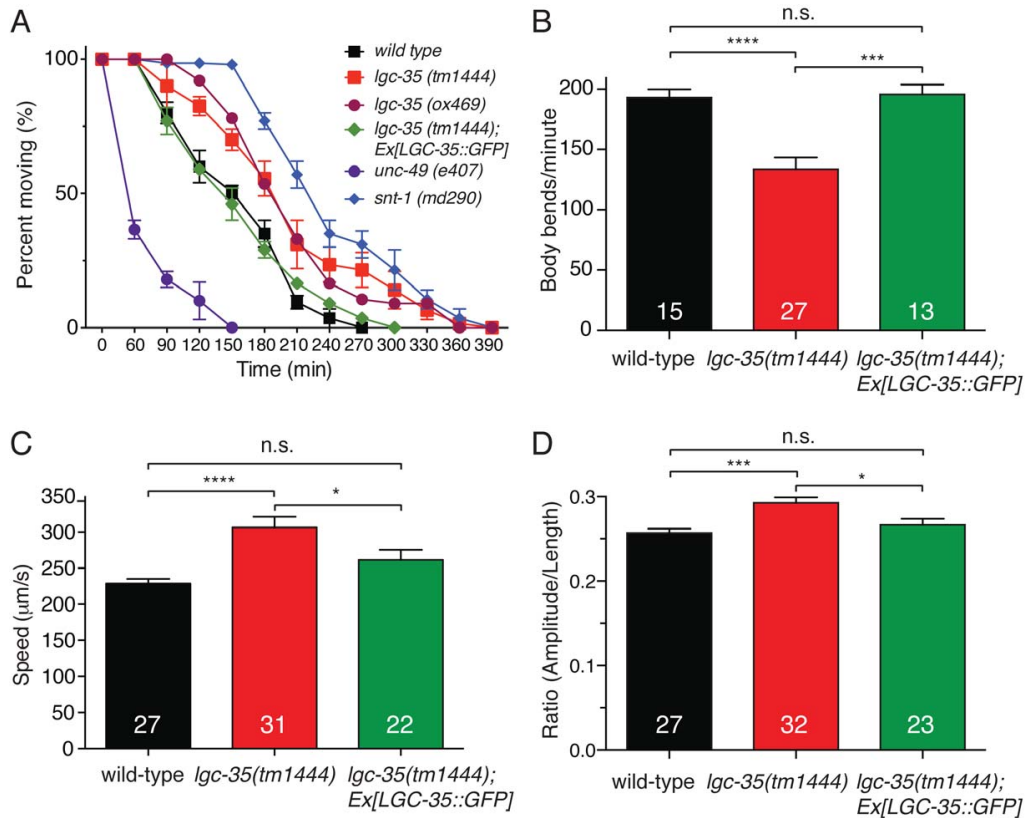 A
Percent moving (%)
100
50
0
0 60 90 120 150 180 210 240 270 300 330 360 390
Time (min)
wild type
lgc-35 (tm1444)
lgc-35 (ox469)
lgc-35 (tm1444);
Ex[LGC-35::GFP]
unc-49 (e407)
snt-1 (md290)
B
n.s.
**** ***
Body bends/minute
200
150
100
50
0
15 27 13
wild-type lgc-35(tm1444) lgc-35(tm1444);
Ex[LGC-35::GFP]
C
n.s.
**** *
Speed (μm/s)
350
300
250
200
150
100
50
0
27 31 22
wild-type lgc-35(tm1444) lgc-35(tm1444);
Ex[LGC-35::GFP]
D
n.s.
*** *
Ratio (Amplitude/Length)
0.3
0.2
0.1
0.0
27 32 23
wild-type lgc-35(tm1444) lgc-35(tm1444);
Ex[LGC-35::GFP]